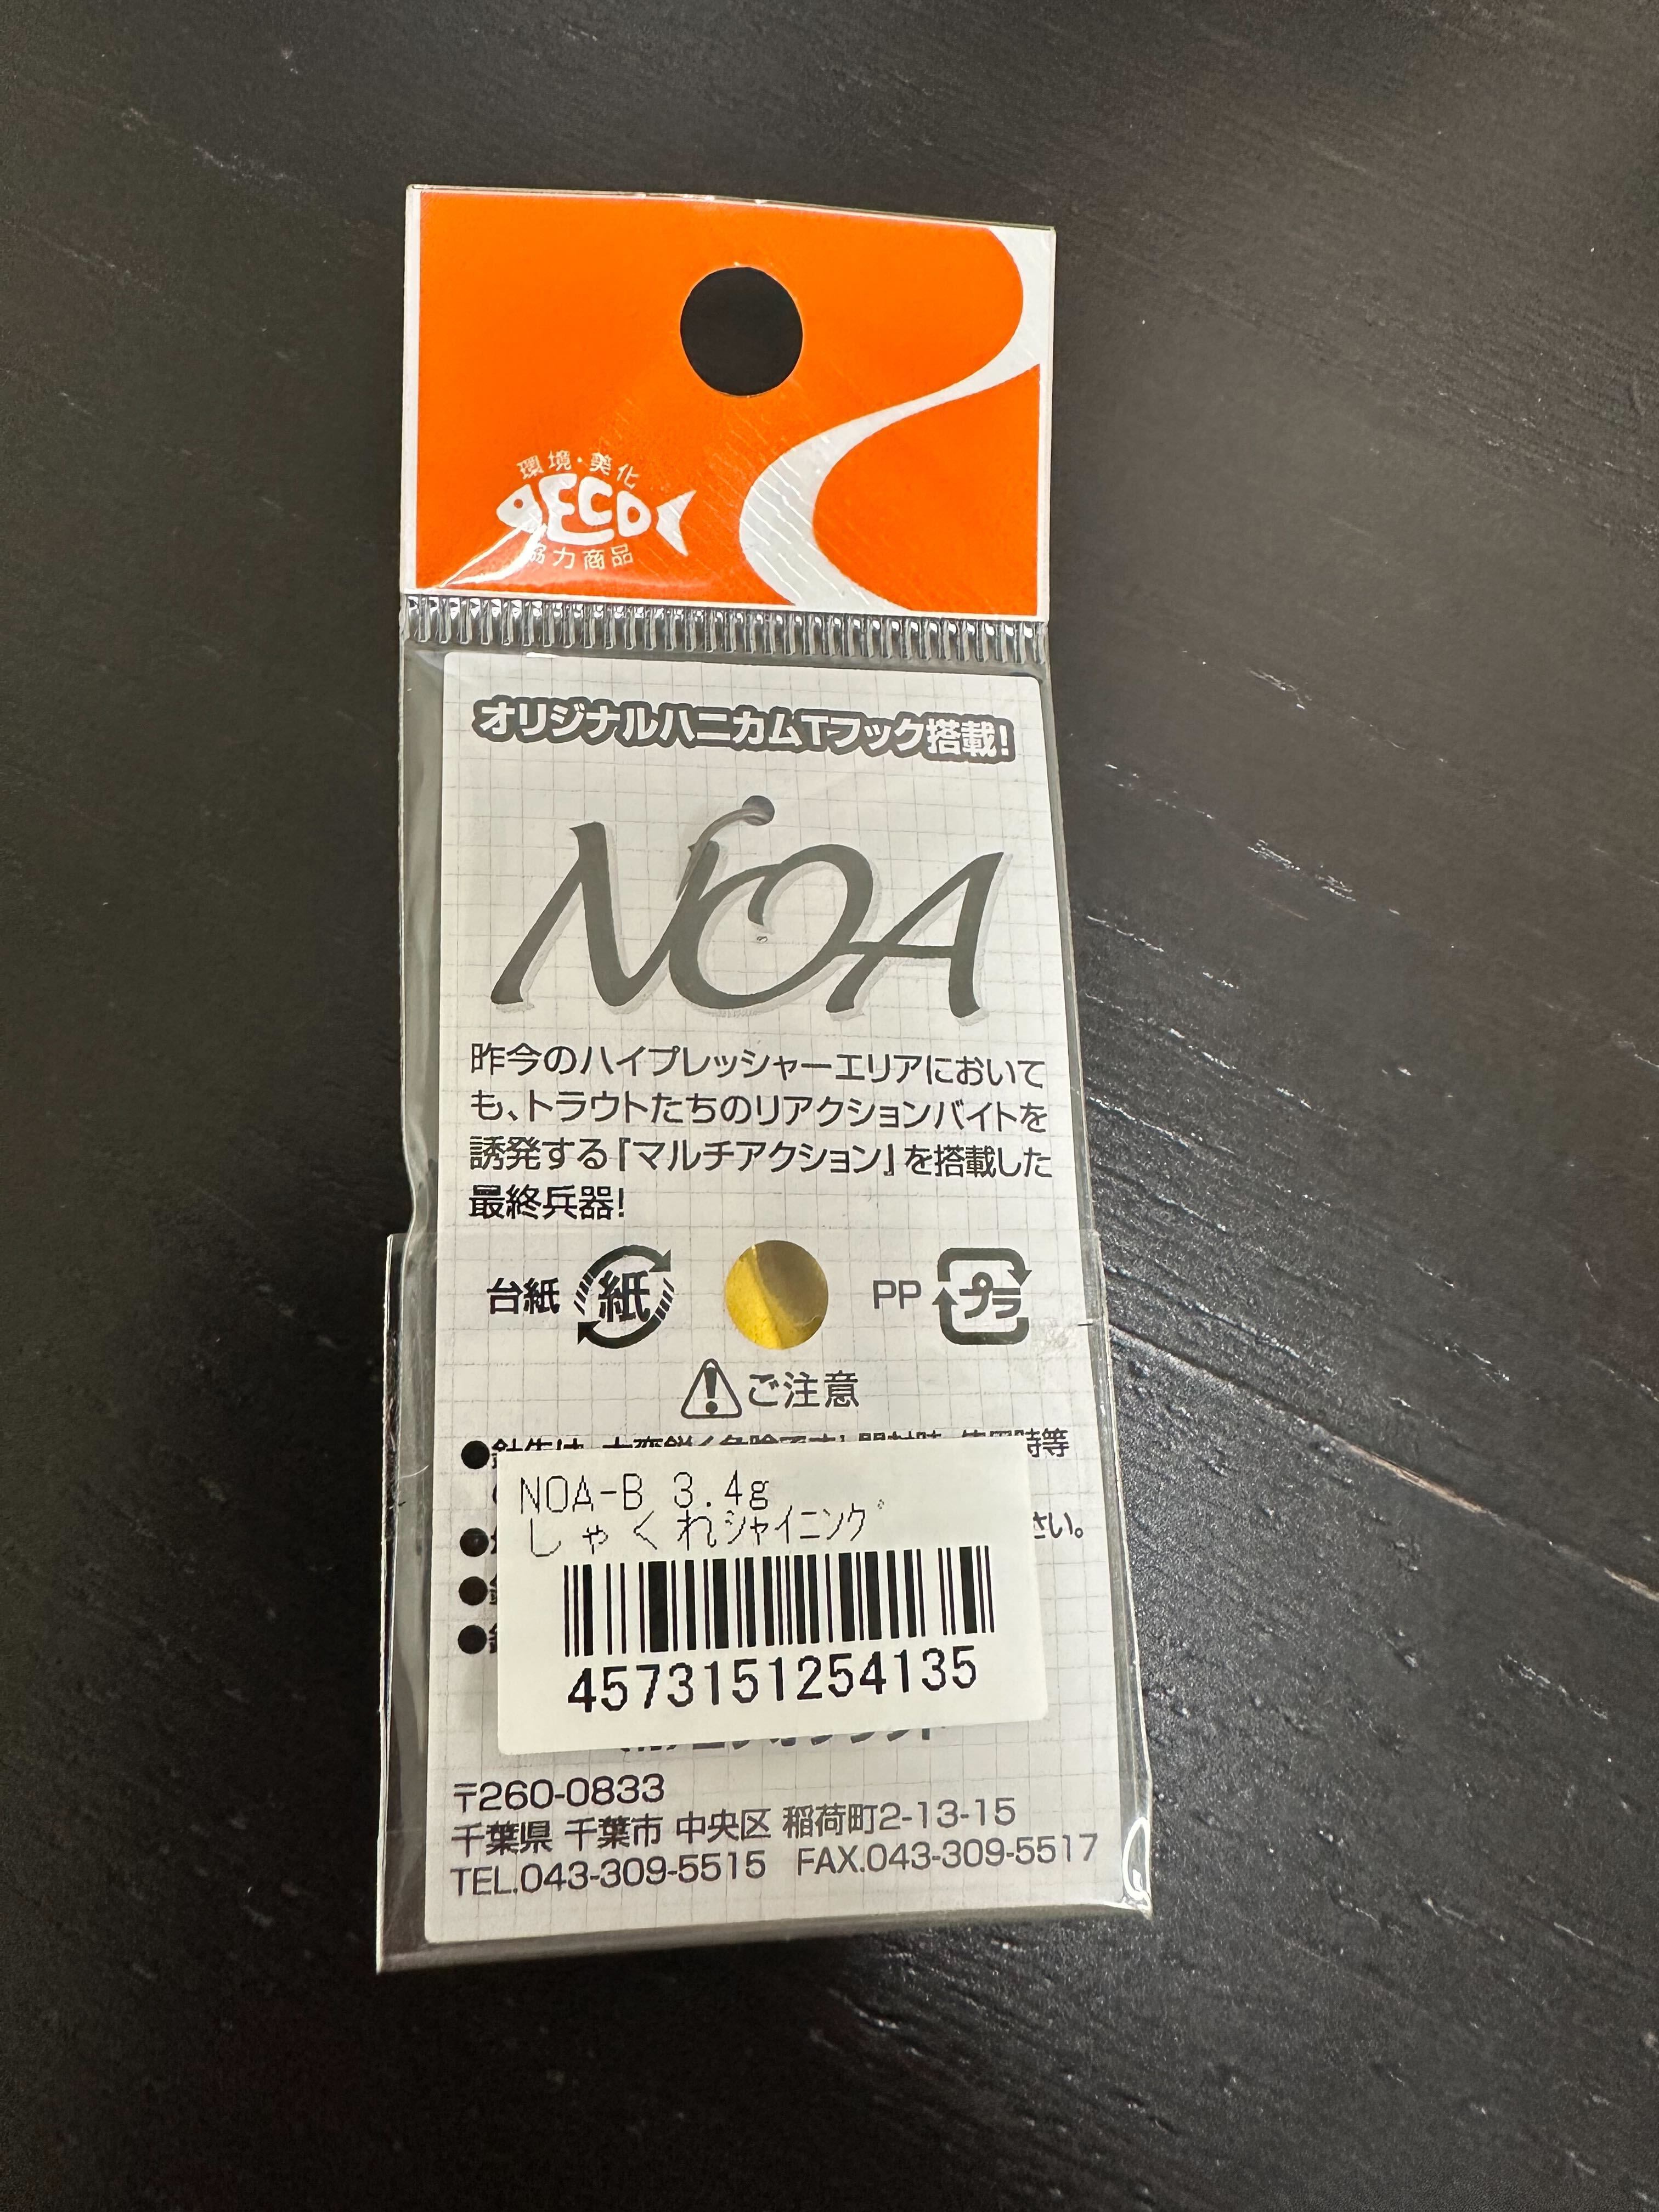 環境・美化
ECO
協力商品
オリジナルハニカムTフック搭載!
NOA
昨今のハイプレッシャーエリアにおいて
も、トラウトたちのリアクションバイトを
誘発する『マルチアクション』を搭載した
最終兵器!
台紙 紙 PP プラ
ご注意
時等
さい。
NOA-B 3.4g
しゃくれシャイニング
4573151254135
〒260-0833
千葉県 千葉市 中央区 稲荷町2-13-15
TEL.043-309-5515 FAX.043-309-5517